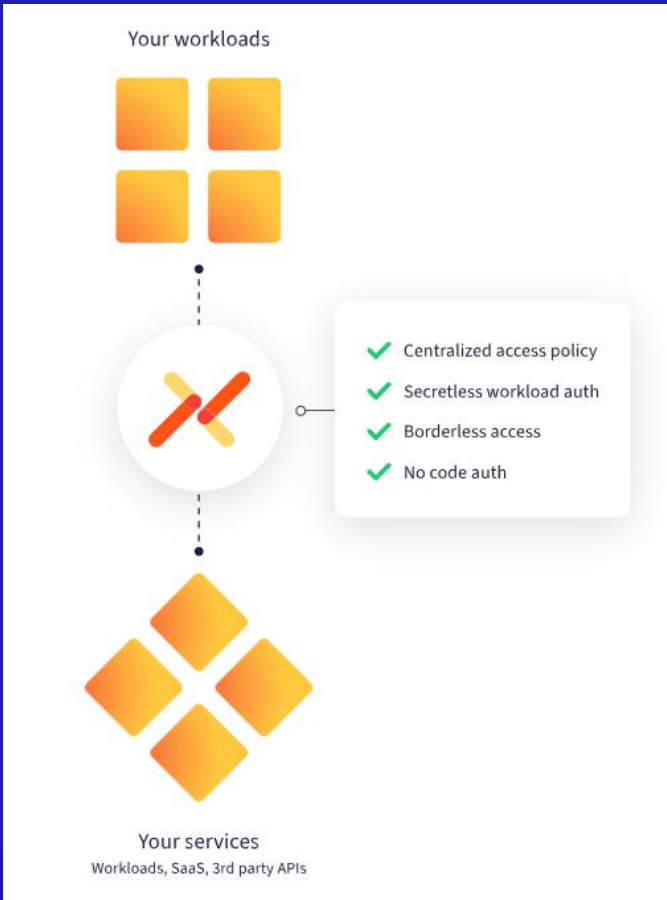 Your workloads
Centralized access policy
Secretless workload auth
Borderless access
No code auth
Your services
Workloads, SaaS, 3rd party APIs